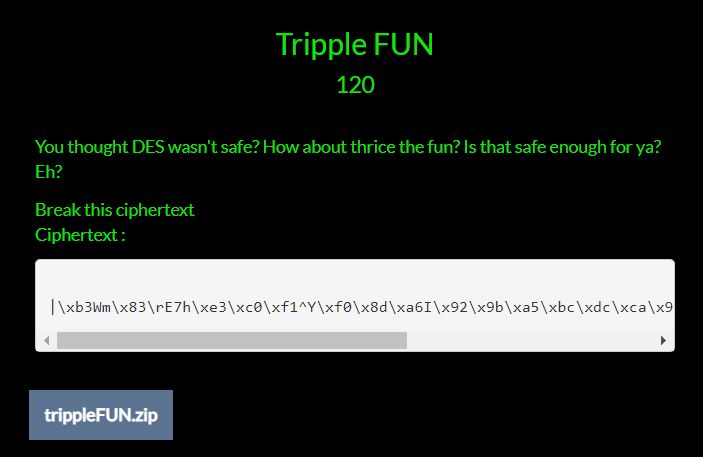 Tripple FUN
120
You thought DES wasn't safe? How about thrice the fun? Is that safe enough for ya?
Eh?
Break this ciphertext
Ciphertext :
|\xb3Wm\x83\rE7h\xe3\xc0\xf1^Y\xf0\x8d\xa6I\x92\x9b\xa5\xbc\xdc\xca\x9
trippleFUN.zip